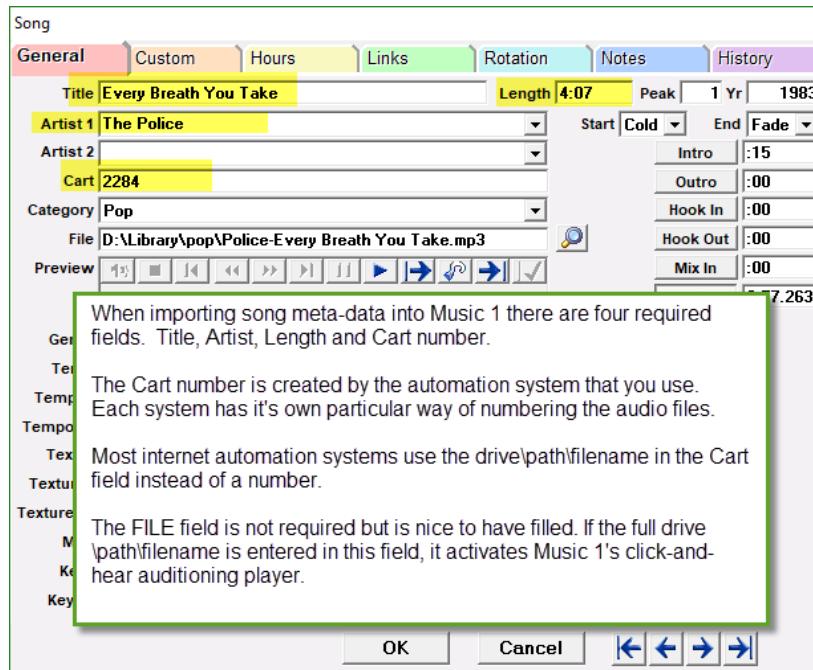 Song
General Custom Hours Links Rotation Notes History
Title Every Breath You Take Length 4:07 Peak 1 Yr 1983
Artist 1 The Police Start Cold End Fade
Artist 2 Intro :15
Cart 2284 Outro :00
Category Pop Hook In :00
File D:\Library\pop\Police-Every Breath You Take.mp3 Hook Out :00
Preview Mix In :00
When importing song meta-data into Music 1 there are four required
fields. Title, Artist, Length and Cart number.
The Cart number is created by the automation system that you use.
Each system has it's own particular way of numbering the audio files.
Most internet automation systems use the drive\path\filename in the Cart
field instead of a number.
The FILE field is not required but is nice to have filled. If the full drive
\path\filename is entered in this field, it activates Music 1's click-and-
hear auditioning player.
OK Cancel